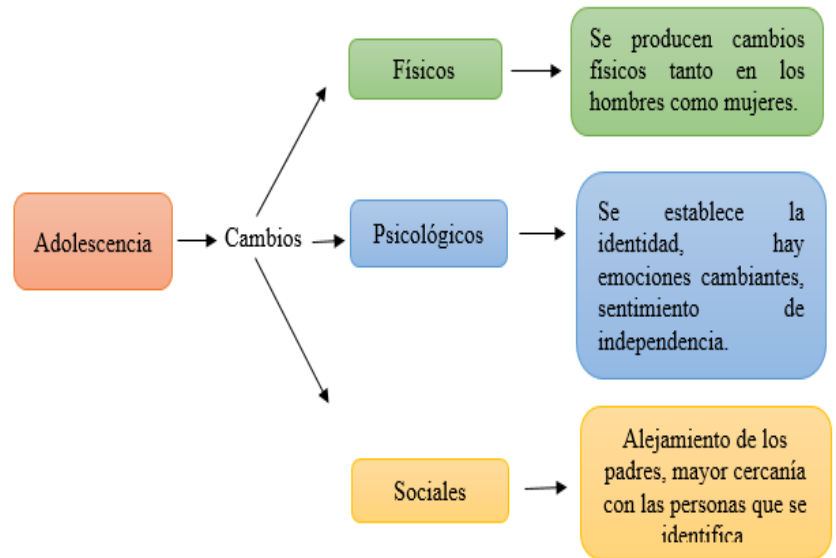 Adolescencia
Cambios
Físicos
Se producen cambios
físicos tanto en los
hombres como mujeres.
Psicológicos
Se establece la
identidad, hay
emociones cambiantes,
sentimiento de
independencia.
Sociales
Alejamiento de los
padres, mayor cercanía
con las personas que se
identifica